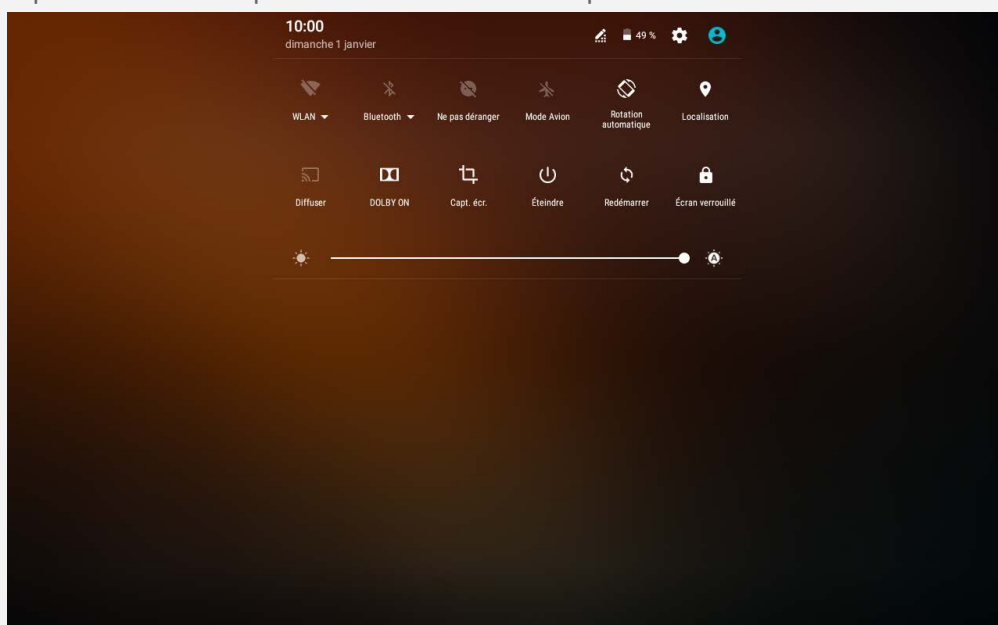 10:00
dimanche 1 janvier
49 %
WLAN
Bluetooth
Ne pas déranger
Mode Avion
Rotation
automatique
Localisation
Diffuser
DOLBY ON
Capt. écr.
Éteindre
Redémarrer
Écran verrouillé
A